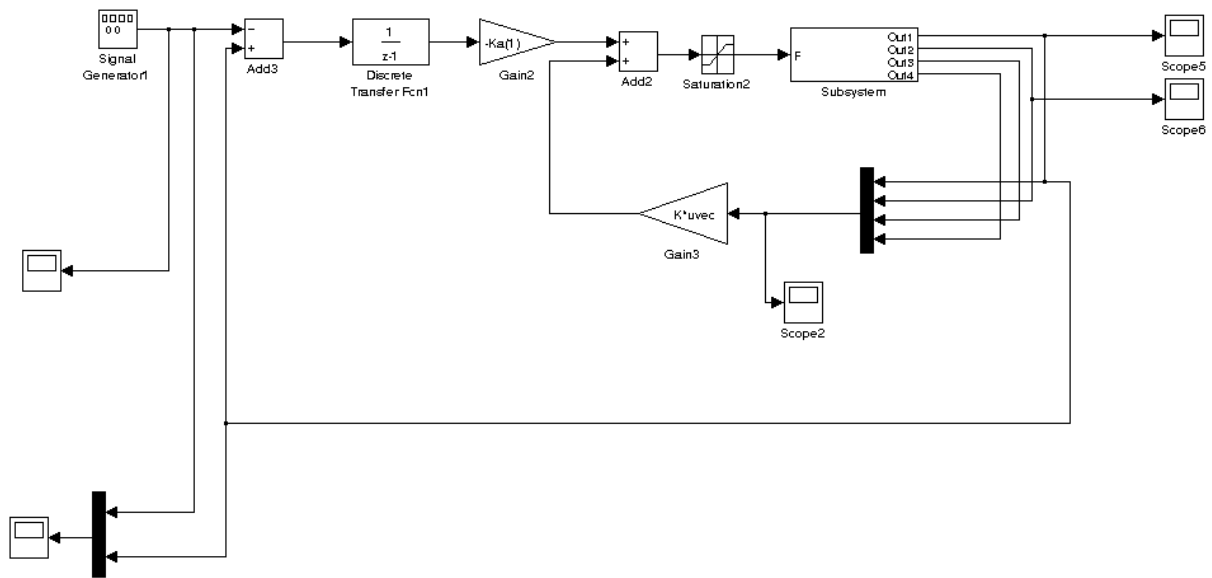 Signal
Generator1
−
+
Add3
1
z-1
Discrete
Transfer Fcn1
-Ka(1)
Gain2
+
+
Add2
Saturation2
F
Out1
Out2
Out3
Out4
Subsystem
Scope5
Scope6
K*uvec
Gain3
Scope2